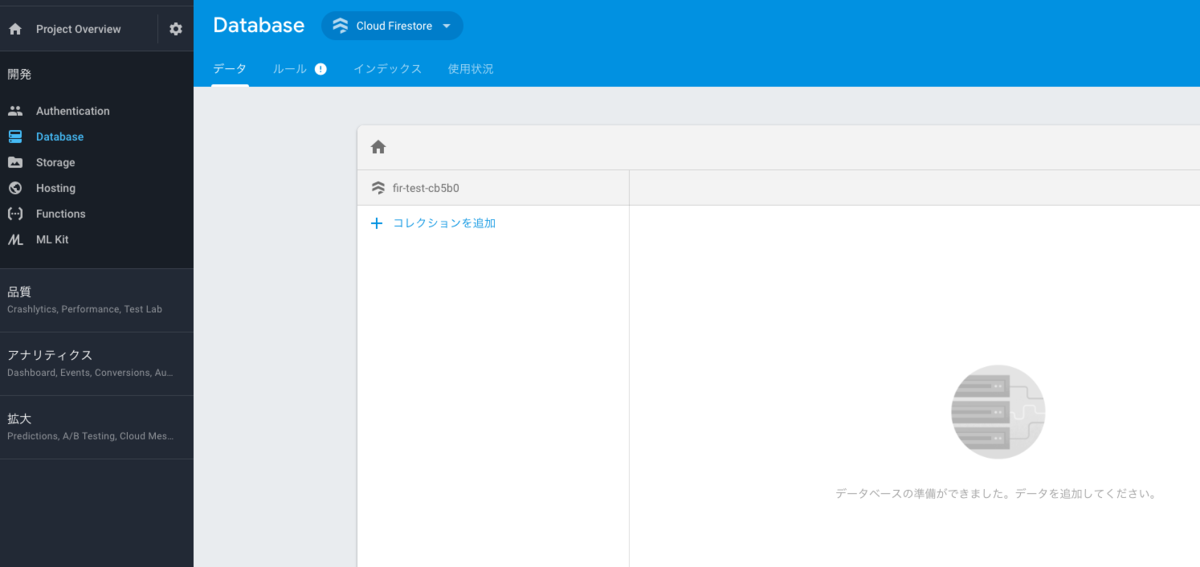 Project Overview
開発
Authentication
Database
Storage
Hosting
Functions
ML Kit
品質
Crashlytics, Performance, Test Lab
アナリティクス
Dashboard, Events, Conversions, Au...
拡大
Predictions, A/B Testing, Cloud Mes...
Database Cloud Firestore
データ ルール ! インデックス 使用状況
fir-test-cb5b0
+ コレクションを追加
データベースの準備ができました。データを追加してください。